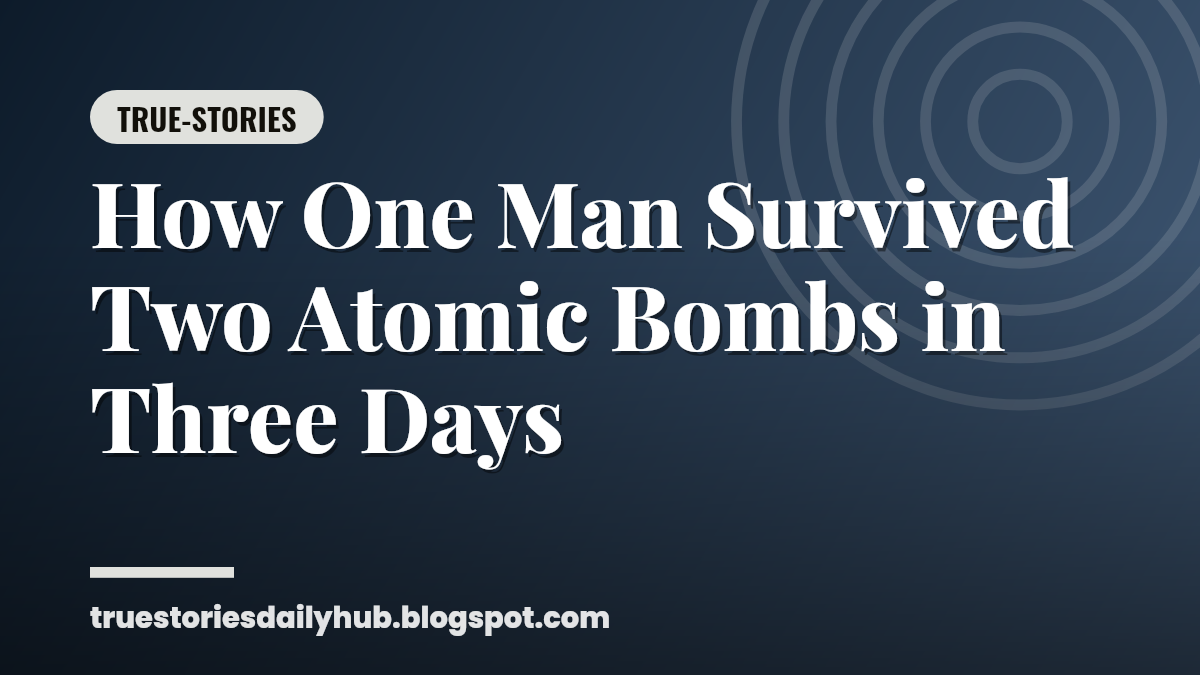 TRUE-STORIES
How One Man Survived
Two Atomic Bombs in
Three Days
truestoriesdailyhub.blogspot.com